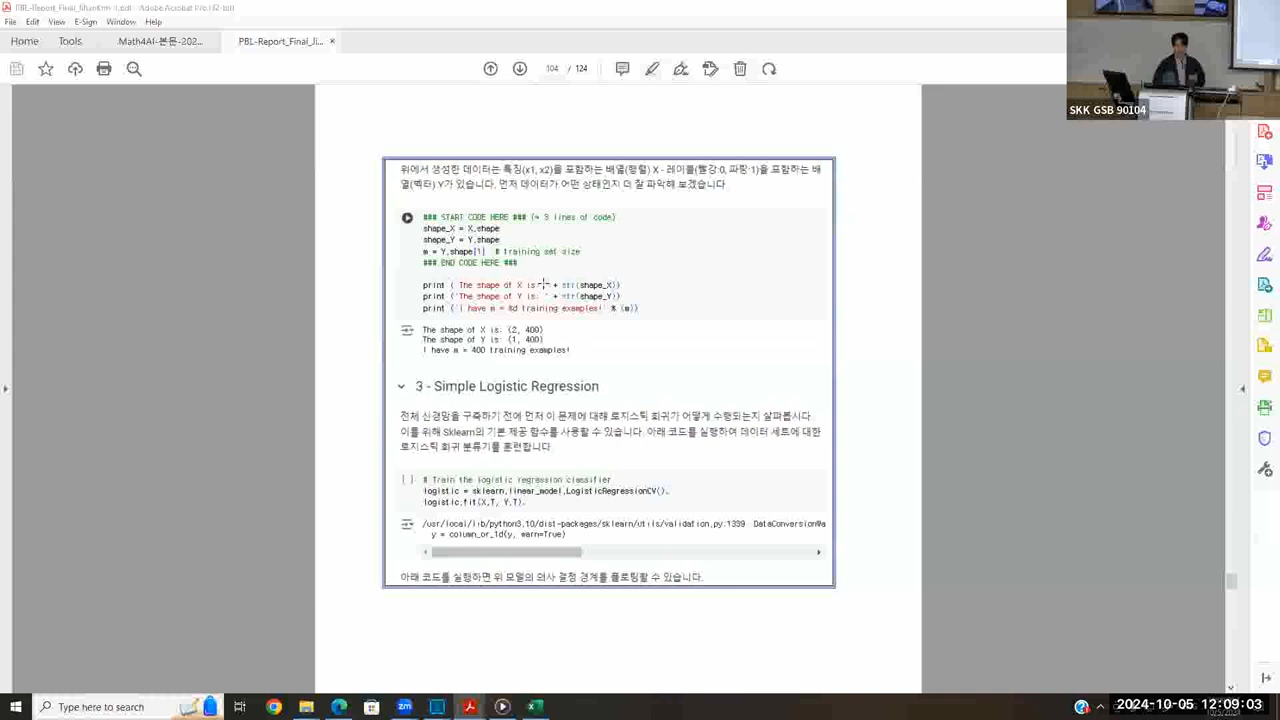 File Edit View E-Sign Window Help
Home Tools Math4AI-본문-202... PBL-Report_Final_Ji... ×
104 / 124
SKK GSB 90104
위에서 생성한 데이터는 특징(x1, x2)을 포함하는 배열(행렬) X - 레이블(빨강:0, 파랑:1)을 포함하는 배
열(벡터) Y가 있습니다. 먼저 데이터가 어떤 상태인지 더 잘 파악해 보겠습니다
### START CODE HERE ### (≈ 3 lines of code)
shape_X = X.shape
shape_Y = Y.shape
m = Y.shape[1] # training set size
### END CODE HERE ###
print ('The shape of X is: ' + str(shape_X))
print ('The shape of Y is: ' + str(shape_Y))
print ('I have m = %d training examples!' % (m))
The shape of X is: (2, 400)
The shape of Y is: (1, 400)
I have m = 400 training examples!
3 - Simple Logistic Regression
전체 신경망을 구축하기 전에 먼저 이 문제에 대해 로지스틱 회귀가 어떻게 수행되는지 살펴봅시다
이를 위해 Sklearn의 기본 제공 함수를 사용할 수 있습니다. 아래 코드를 실행하여 데이터 세트에 대한
로지스틱 회귀 분류기를 훈련합니다.
[ ] # Train the logistic regression classifier
logistic = sklearn.linear_model.LogisticRegressionCV();
logistic.fit(X.T, Y.T);
/usr/local/lib/python3.10/dist-packages/sklearn/utils/validation.py:1339 DataConversionWa
y = column_or_1d(y, warn=True)
아래 코드를 실행하면 위 모델의 의사 결정 경계를 플로팅할 수 있습니다.
Type here to search
2024-10-05 12:09:03